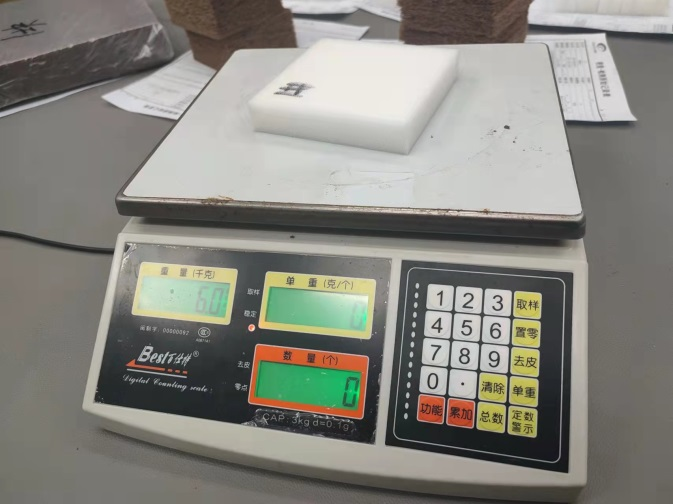 重量 (千克)
6.0
单重 (克/个)
0
取样
稳定
Best
®
Digital Counting scale
数量 (个)
0
去皮
零点
CAP: 3kg d=0.1g
1 2 3 取样
4 5 6 置零
7 8 9 去皮
0 · 清除 单重
功能 累加 总数 定数
警示